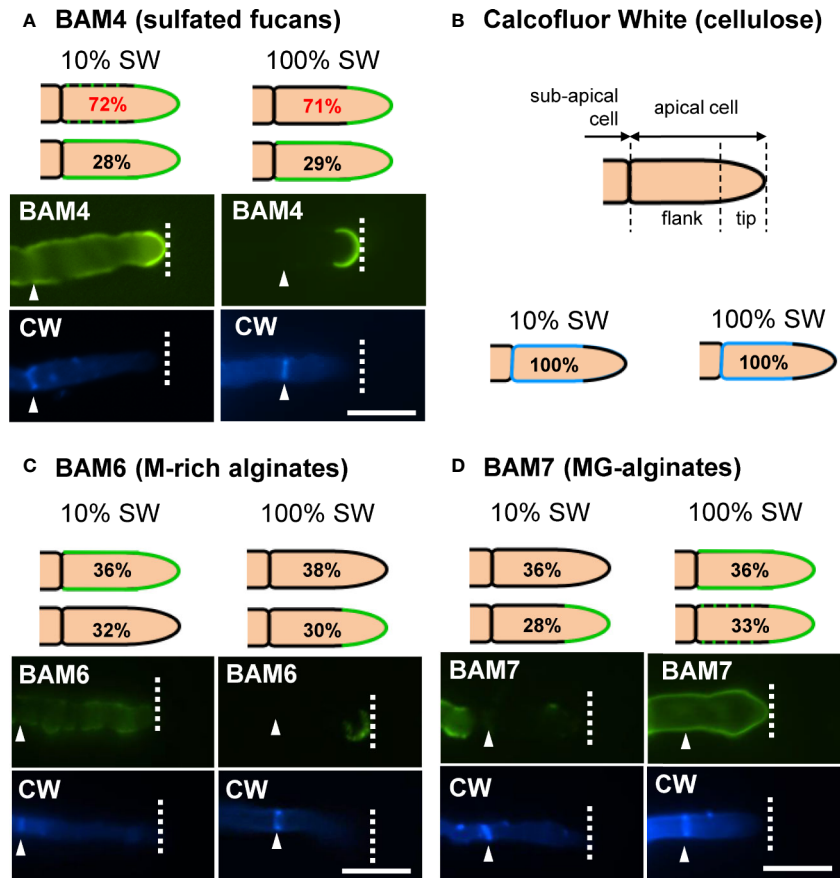 A BAM4 (sulfated fucans)
10% SW 100% SW
72% 71%
28% 29%
BAM4 BAM4
CW CW
B Calcofluor White (cellulose)
sub-apical apical cell
cell
flank tip
10% SW 100% SW
100% 100%
C BAM6 (M-rich alginates)
10% SW 100% SW
36% 38%
32% 30%
BAM6 BAM6
CW CW
D BAM7 (MG-alginates)
10% SW 100% SW
36% 36%
28% 33%
BAM7 BAM7
CW CW